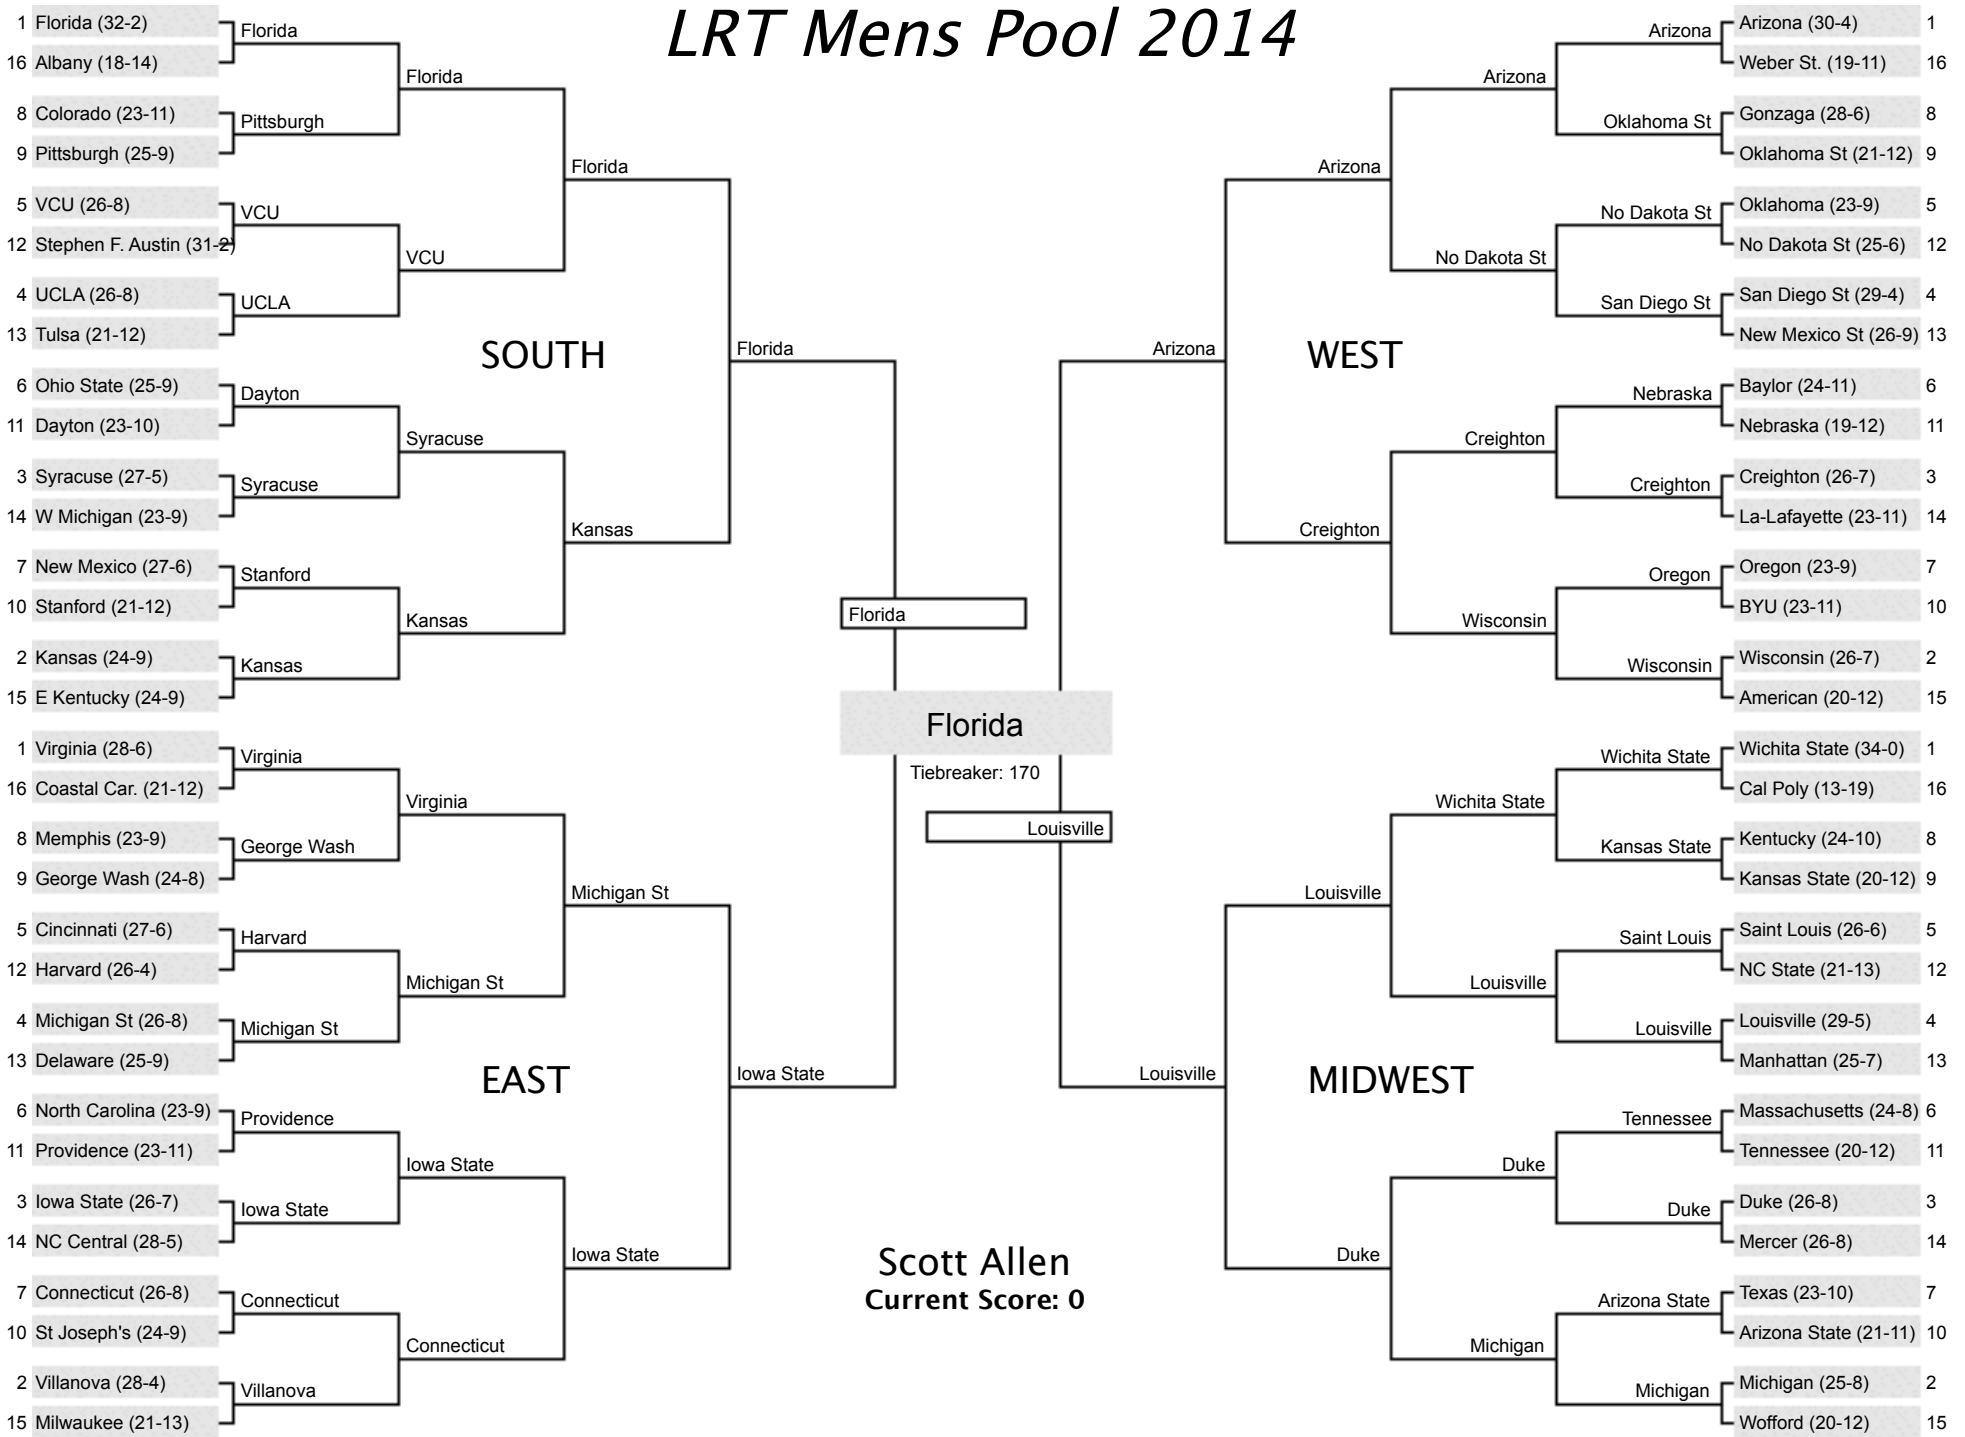 LRT Mens Pool 2014
1 Florida (32-2)
16 Albany (18-14)
8 Colorado (23-11)
9 Pittsburgh (25-9)
5 VCU (26-8)
12 Stephen F. Austin (31-2)
4 UCLA (26-8)
13 Tulsa (21-12)
6 Ohio State (25-9)
11 Dayton (23-10)
3 Syracuse (27-5)
14 W Michigan (23-9)
7 New Mexico (27-6)
10 Stanford (21-12)
2 Kansas (24-9)
15 E Kentucky (24-9)
Florida
Pittsburgh
VCU
UCLA
Dayton
Syracuse
Stanford
Kansas
Florida
VCU
Syracuse
Kansas
Florida
Kansas
SOUTH
Florida
1 Virginia (28-6)
16 Coastal Car. (21-12)
8 Memphis (23-9)
9 George Wash (24-8)
5 Cincinnati (27-6)
12 Harvard (26-4)
4 Michigan St (26-8)
13 Delaware (25-9)
6 North Carolina (23-9)
11 Providence (23-11)
3 Iowa State (26-7)
14 NC Central (28-5)
7 Connecticut (26-8)
10 St Joseph's (24-9)
2 Villanova (28-4)
15 Milwaukee (21-13)
Virginia
George Wash
Harvard
Michigan St
Providence
Iowa State
Connecticut
Villanova
Virginia
Michigan St
Iowa State
Connecticut
Michigan St
Iowa State
EAST
Iowa State
Florida
Florida
Tiebreaker: 170
Louisville
Scott Allen
Current Score: 0
Arizona (30-4) 1
Weber St. (19-11) 16
Gonzaga (28-6) 8
Oklahoma St (21-12) 9
Oklahoma (23-9) 5
No Dakota St (25-6) 12
San Diego St (29-4) 4
New Mexico St (26-9) 13
Baylor (24-11) 6
Nebraska (19-12) 11
Creighton (26-7) 3
La-Lafayette (23-11) 14
Oregon (23-9) 7
BYU (23-11) 10
Wisconsin (26-7) 2
American (20-12) 15
Arizona
Oklahoma St
No Dakota St
San Diego St
Nebraska
Creighton
Oregon
Wisconsin
Arizona
No Dakota St
Creighton
Wisconsin
Arizona
Creighton
WEST
Arizona
Wichita State (34-0) 1
Cal Poly (13-19) 16
Kentucky (24-10) 8
Kansas State (20-12) 9
Saint Louis (26-6) 5
NC State (21-13) 12
Louisville (29-5) 4
Manhattan (25-7) 13
Massachusetts (24-8) 6
Tennessee (20-12) 11
Duke (26-8) 3
Mercer (26-8) 14
Texas (23-10) 7
Arizona State (21-11) 10
Michigan (25-8) 2
Wofford (20-12) 15
Wichita State
Kansas State
Saint Louis
Louisville
Tennessee
Duke
Arizona State
Michigan
Wichita State
Louisville
Duke
Michigan
Louisville
Duke
MIDWEST
Louisville